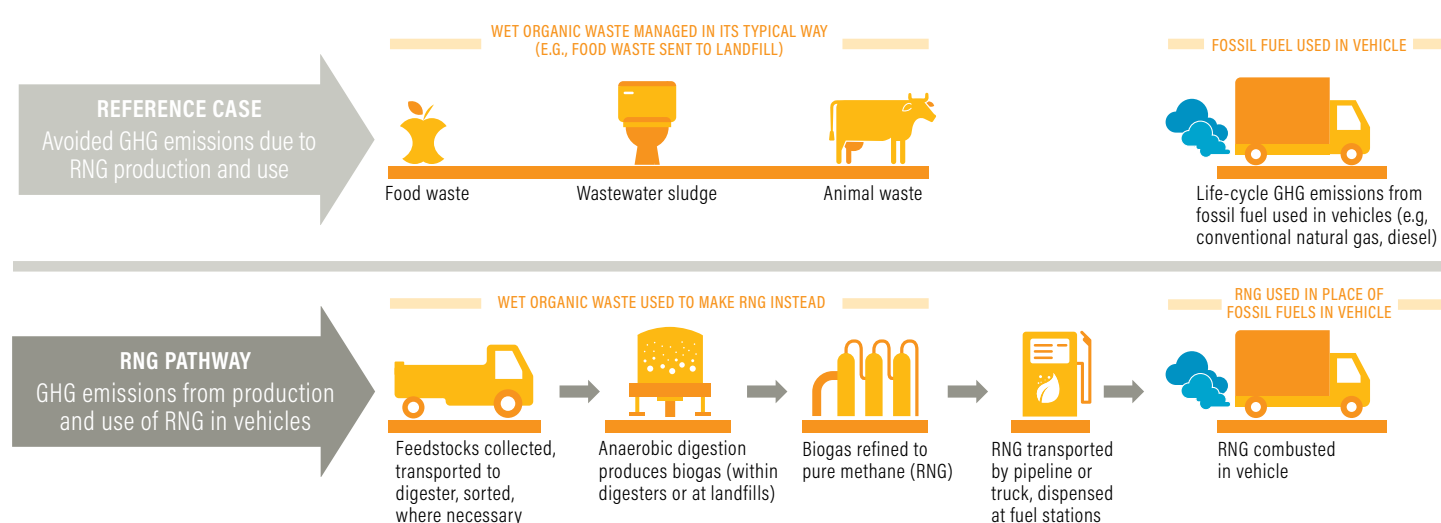 WET ORGANIC WASTE MANAGED IN ITS TYPICAL WAY
(E.G., FOOD WASTE SENT TO LANDFILL)
FOSSIL FUEL USED IN VEHICLE
REFERENCE CASE
Avoided GHG emissions due to
RNG production and use
Food waste
Wastewater sludge
Animal waste
Life-cycle GHG emissions from
fossil fuel used in vehicles (e.g,
conventional natural gas, diesel)
WET ORGANIC WASTE USED TO MAKE RNG INSTEAD
RNG USED IN PLACE OF
FOSSIL FUELS IN VEHICLE
RNG PATHWAY
GHG emissions from production
and use of RNG in vehicles
Feedstocks collected,
transported to
digester, sorted,
where necessary
Anaerobic digestion
produces biogas (within
digesters or at landfills)
Biogas refined to
pure methane (RNG)
RNG transported
by pipeline or
truck, dispensed
at fuel stations
RNG combusted
in vehicle